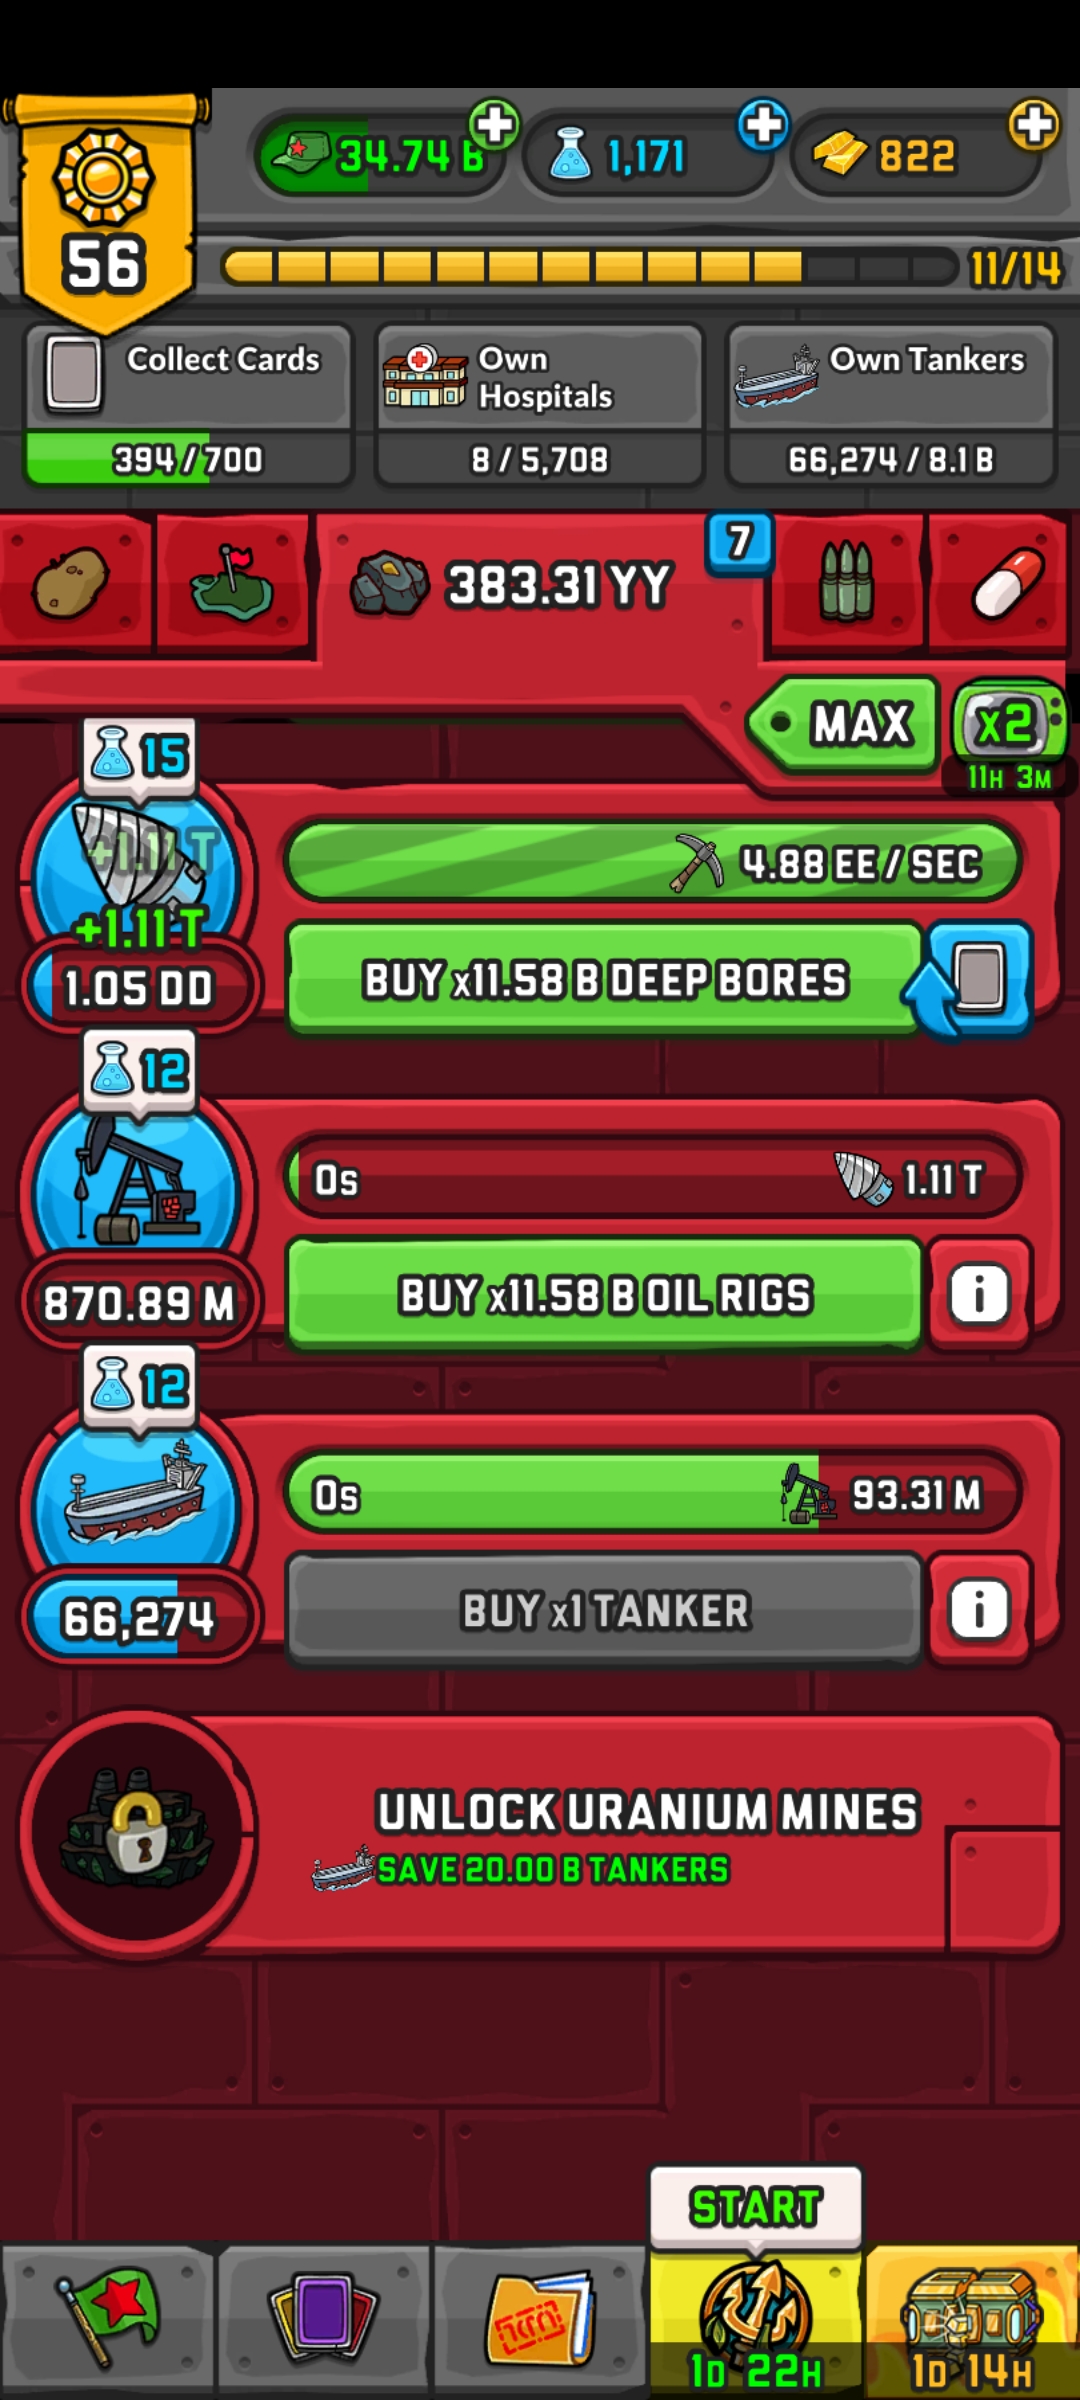 34.74 B
1,171
822
56
11/14
Collect Cards
394/700
Own
Hospitals
8/5,708
Own Tankers
66,274/8.1 B
383.31 YY
7
MAX
x2
11H 3M
15
+1.11 T
+1.11 T
1.05 DD
4.88 EE/SEC
BUY x11.58 B DEEP BORES
12
870.89 M
0s
1.11 T
BUY x11.58 B OIL RIGS
i
12
66,274
0s
93.31 M
BUY x1 TANKER
i
UNLOCK URANIUM MINES
SAVE 20.00 B TANKERS
START
1D 22H
1D 14H